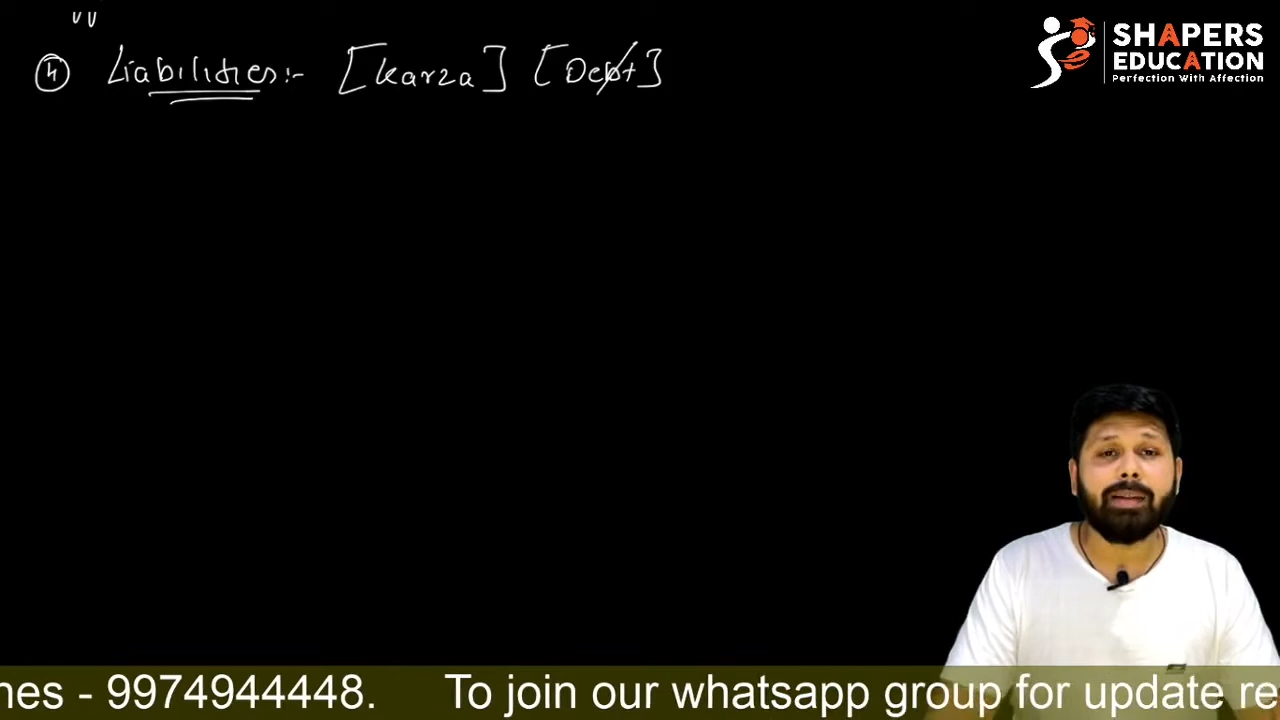 ④ Liabilities:- [Karza] [Debt]
SHAPERS
EDUCATION
Perfection With Affection
nes - 9974944448. To join our whatsapp group for update re